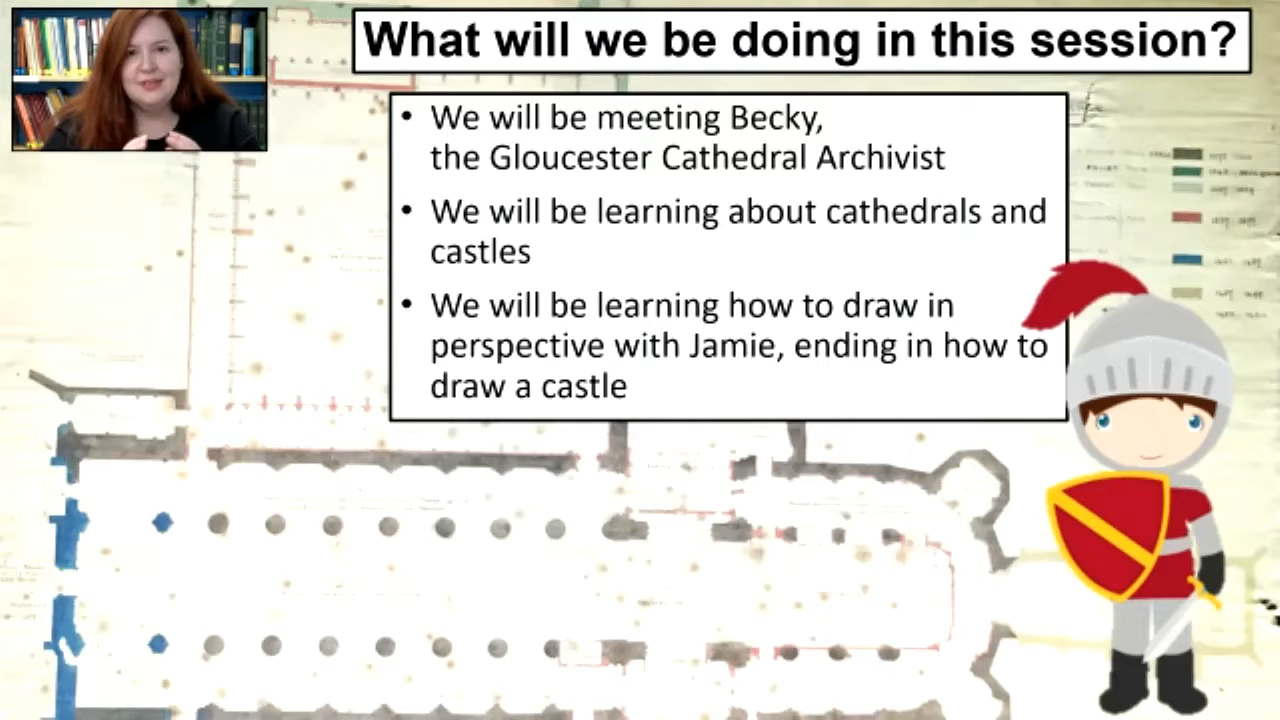 What will we be doing in this session?
• We will be meeting Becky,
the Gloucester Cathedral Archivist
• We will be learning about cathedrals and
castles
• We will be learning how to draw in
perspective with Jamie, ending in how to
draw a castle